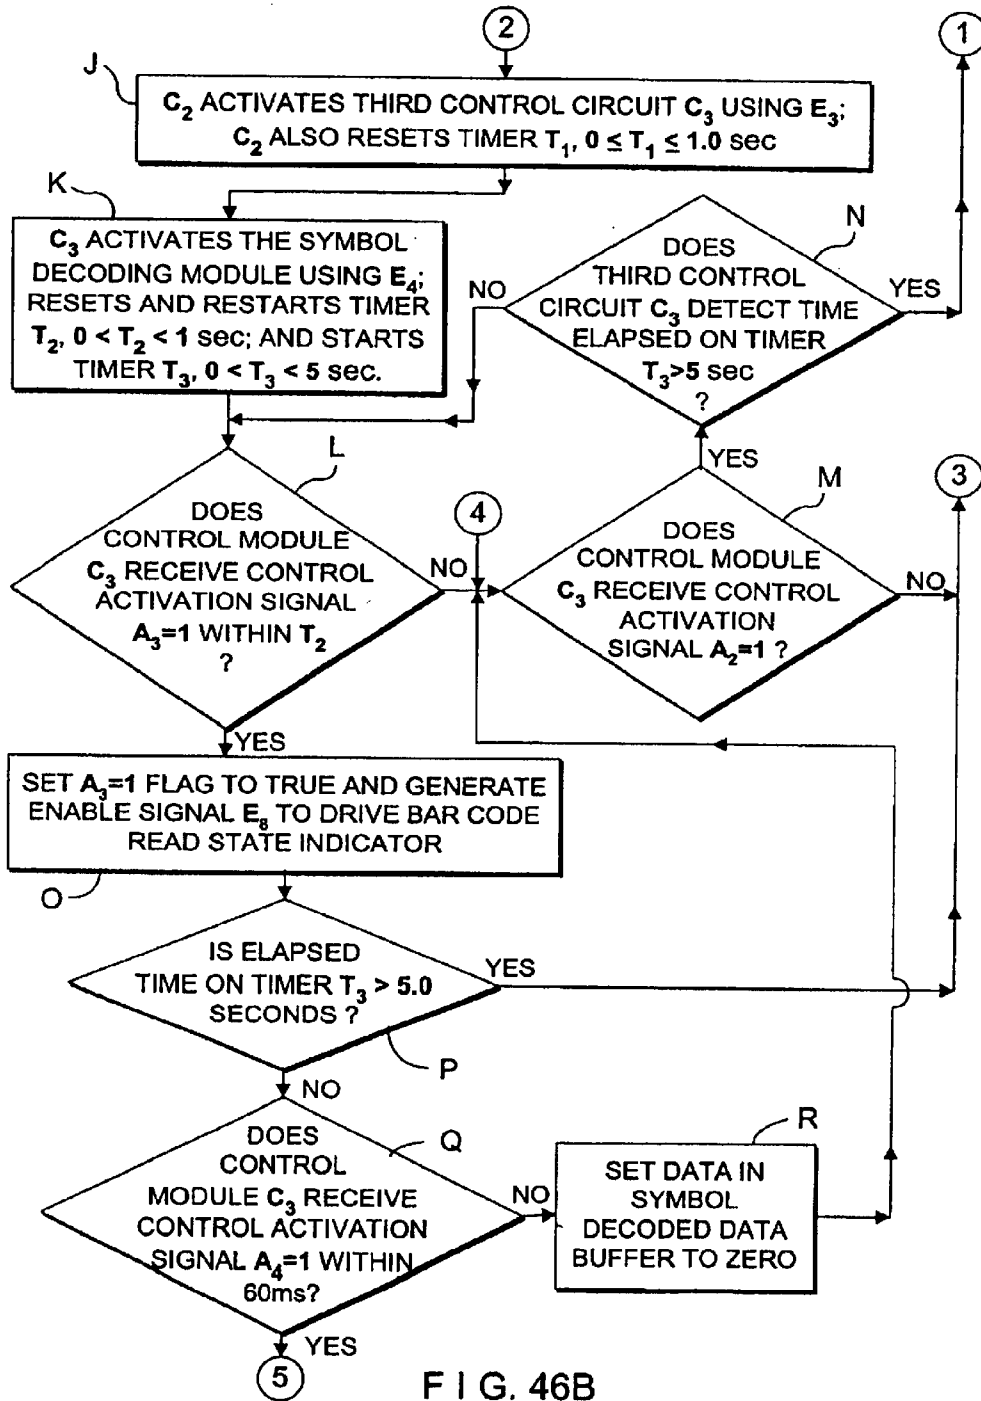 2
1
J
C₂ ACTIVATES THIRD CONTROL CIRCUIT C₃ USING E₃;
C₂ ALSO RESETS TIMER T₁, 0 ≤ T₁ ≤ 1.0 sec
K
C₃ ACTIVATES THE SYMBOL
DECODING MODULE USING E₄;
RESETS AND RESTARTS TIMER
T₂, 0 < T₂ < 1 sec; AND STARTS
TIMER T₃, 0 < T₃ < 5 sec.
N
DOES
THIRD CONTROL
CIRCUIT C₃ DETECT TIME
ELAPSED ON TIMER
T₃>5 sec
?
NO
YES
L
DOES
CONTROL MODULE
C₃ RECEIVE CONTROL
ACTIVATION SIGNAL
A₃=1 WITHIN T₂
?
NO
YES
4
YES
M
DOES
CONTROL MODULE
C₃ RECEIVE CONTROL
ACTIVATION
SIGNAL A₂=1 ?
NO
3
SET A₃=1 FLAG TO TRUE AND GENERATE
ENABLE SIGNAL E₈ TO DRIVE BAR CODE
READ STATE INDICATOR
O
IS ELAPSED
TIME ON TIMER T₃ > 5.0
SECONDS ?
YES
P
NO
DOES
CONTROL
MODULE C₃ RECEIVE
CONTROL ACTIVATION
SIGNAL A₄=1 WITHIN
60ms?
Q
NO
R
SET DATA IN
SYMBOL
DECODED DATA
BUFFER TO ZERO
YES
5
FIG. 46B